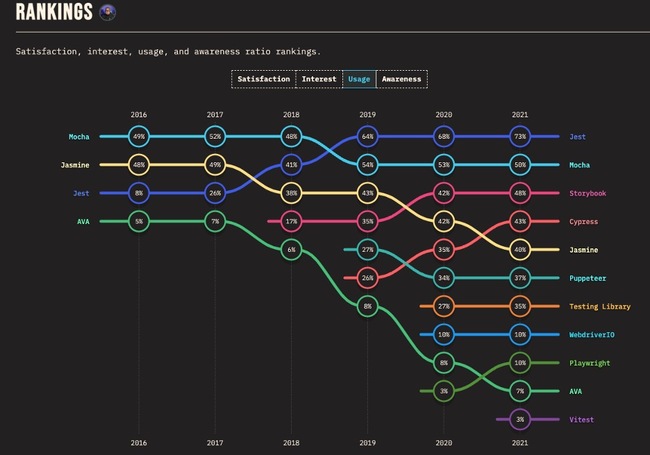 RANKINGS
Satisfaction, interest, usage, and awareness ratio rankings.
Satisfaction Interest Usage Awareness
2016 2017 2018 2019 2020 2021
Mocha 49% 52% 48% 64% 68% 73% Jest
Jasmine 48% 49% 41% 54% 53% 50% Mocha
Jest 8% 26% 38% 43% 42% 48% Storybook
AVA 5% 7% 17% 35% 42% 43% Cypress
6% 27% 35% 40% Jasmine
26% 34% 37% Puppeteer
8% 27% 35% Testing Library
10% 10% WebdriverIO
8% 10% Playwright
3% 7% AVA
3% Vitest
2016 2017 2018 2019 2020 2021